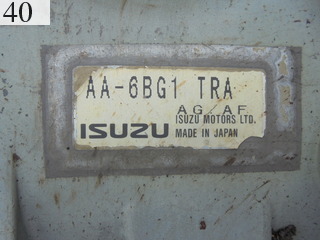 40
AA-6BG1 TRA
AG.AF
ISUZU ISUZU MOTORS LTD.
MADE IN JAPAN